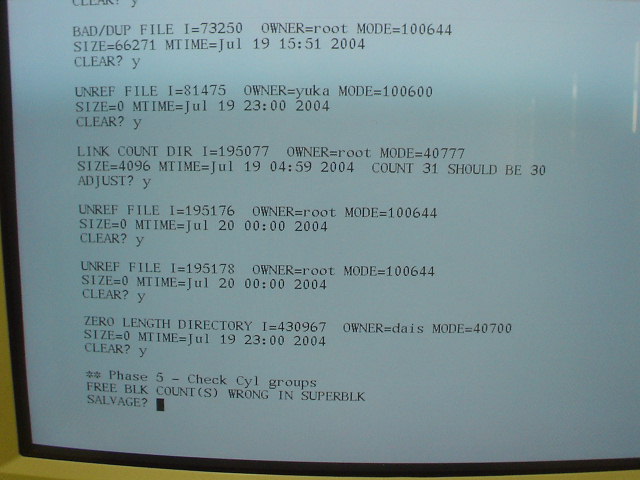 CLEAR? y
BAD/DUP FILE I=73250 OWNER=root MODE=100644
SIZE=66271 MTIME=Jul 19 15:51 2004
CLEAR? y
UNREF FILE I=81475 OWNER=yuka MODE=100600
SIZE=0 MTIME=Jul 19 23:00 2004
CLEAR? y
LINK COUNT DIR I=195077 OWNER=root MODE=40777
SIZE=4096 MTIME=Jul 19 04:59 2004 COUNT 31 SHOULD BE 30
ADJUST? y
UNREF FILE I=195176 OWNER=root MODE=100644
SIZE=0 MTIME=Jul 20 00:00 2004
CLEAR? y
UNREF FILE I=195178 OWNER=root MODE=100644
SIZE=0 MTIME=Jul 20 00:00 2004
CLEAR? y
ZERO LENGTH DIRECTORY I=430967 OWNER=dais MODE=40700
SIZE=0 MTIME=Jul 19 23:00 2004
CLEAR? y
** Phase 5 - Check Cyl groups
FREE BLK COUNT(S) WRONG IN SUPERBLK
SALVAGE?